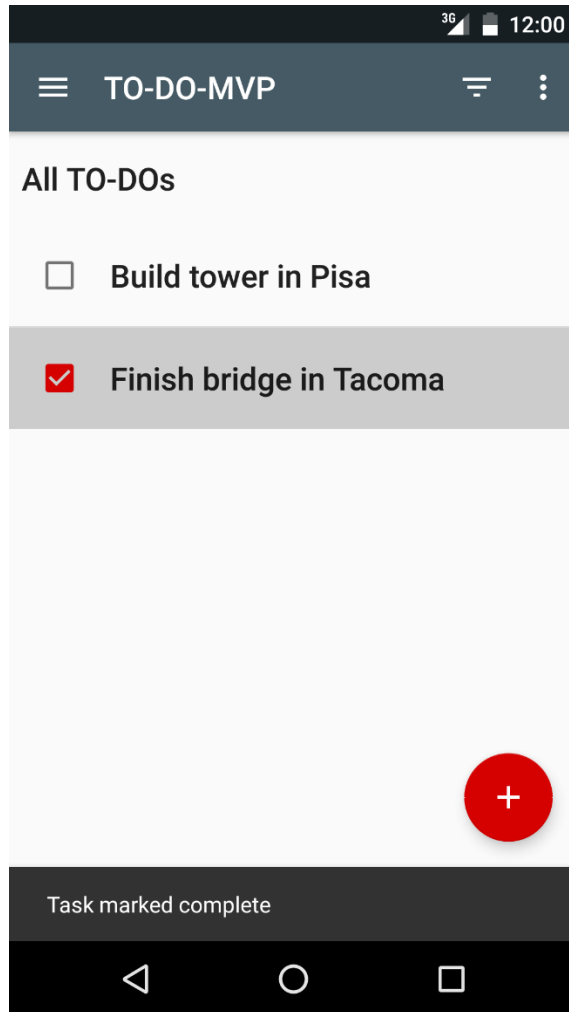 3G 12:00
TO-DO-MVP
All TO-DOs
Build tower in Pisa
Finish bridge in Tacoma
Task marked complete